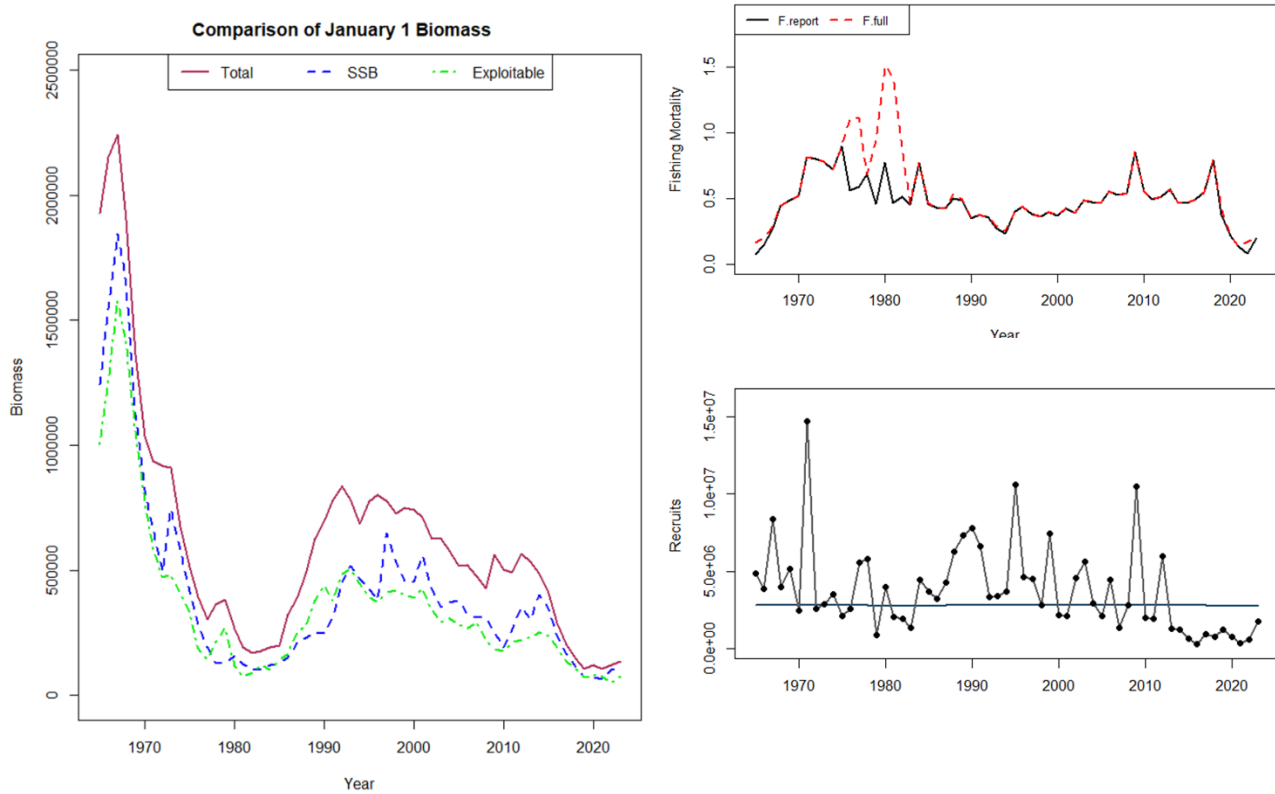 Comparison of January 1 Biomass
Total SSB Exploitable
Biomass
2500000
2000000
1500000
1000000
500000
0
1970 1980 1990 2000 2010 2020
Year
F.report F.full
Fishing Mortality
1.5
1.0
0.5
0.0
1970 1980 1990 2000 2010 2020
Year
Recruits
1.5e+07
1.0e+07
5.0e+06
0.0e+00
1970 1980 1990 2000 2010 2020